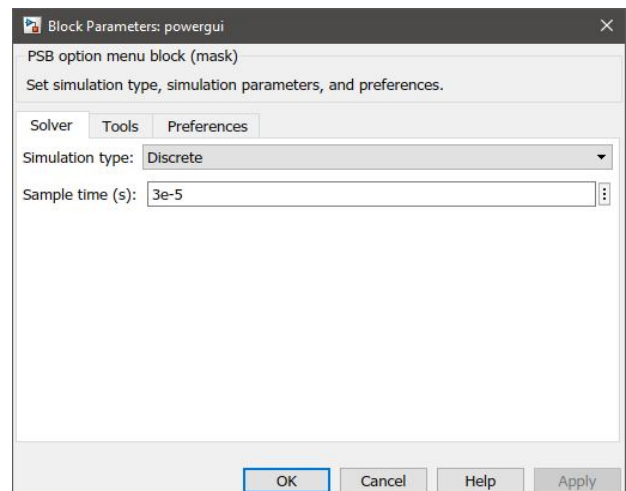 Block Parameters: powergui
PSB option menu block (mask)
Set simulation type, simulation parameters, and preferences.
Solver Tools Preferences
Simulation type: Discrete
Sample time (s): 3e-5
OK Cancel Help Apply